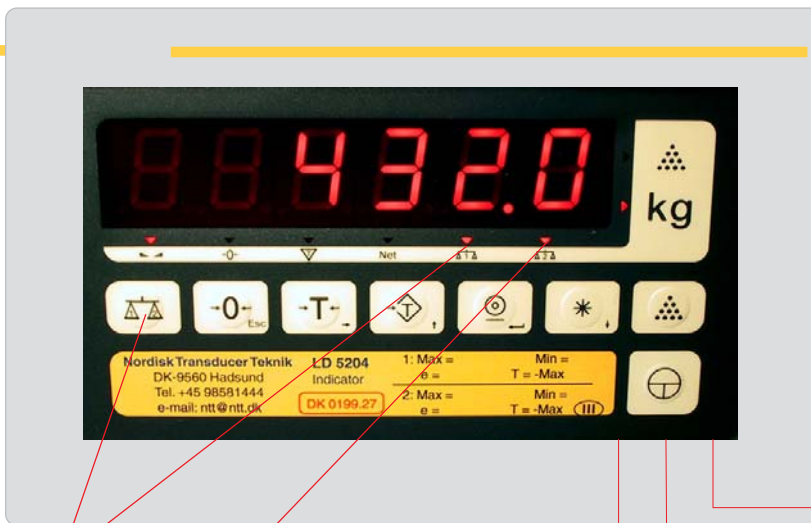 432.0
kg
-0- Net
→0← Esc →T← T
Nordisk Transducer Teknik
DK-9560 Hadsund
Tel. +45 98581444
e-mail: ntt@ntt.dk
LD 5204
Indicator
DK 0199.27
1: Max = Min =
e = T = -Max
2: Max = Min =
e = T = -Max III